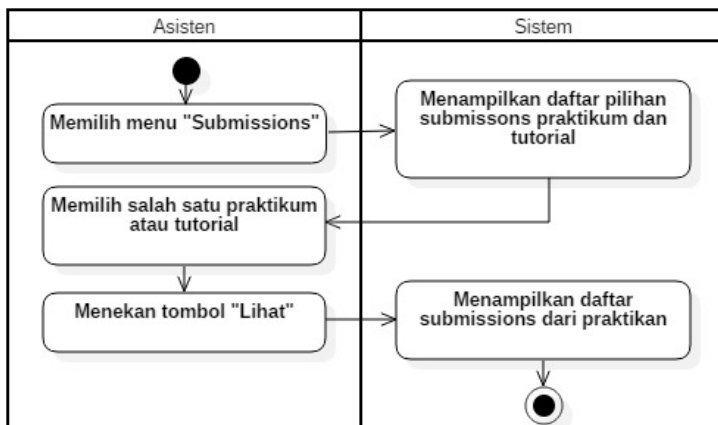 Asisten
Sistem
Memilih menu "Submissions"
Menampilkan daftar pilihan
submissons praktikum dan
tutorial
Memilih salah satu praktikum
atau tutorial
Menekan tombol "Lihat"
Menampilkan daftar
submissions dari praktikan